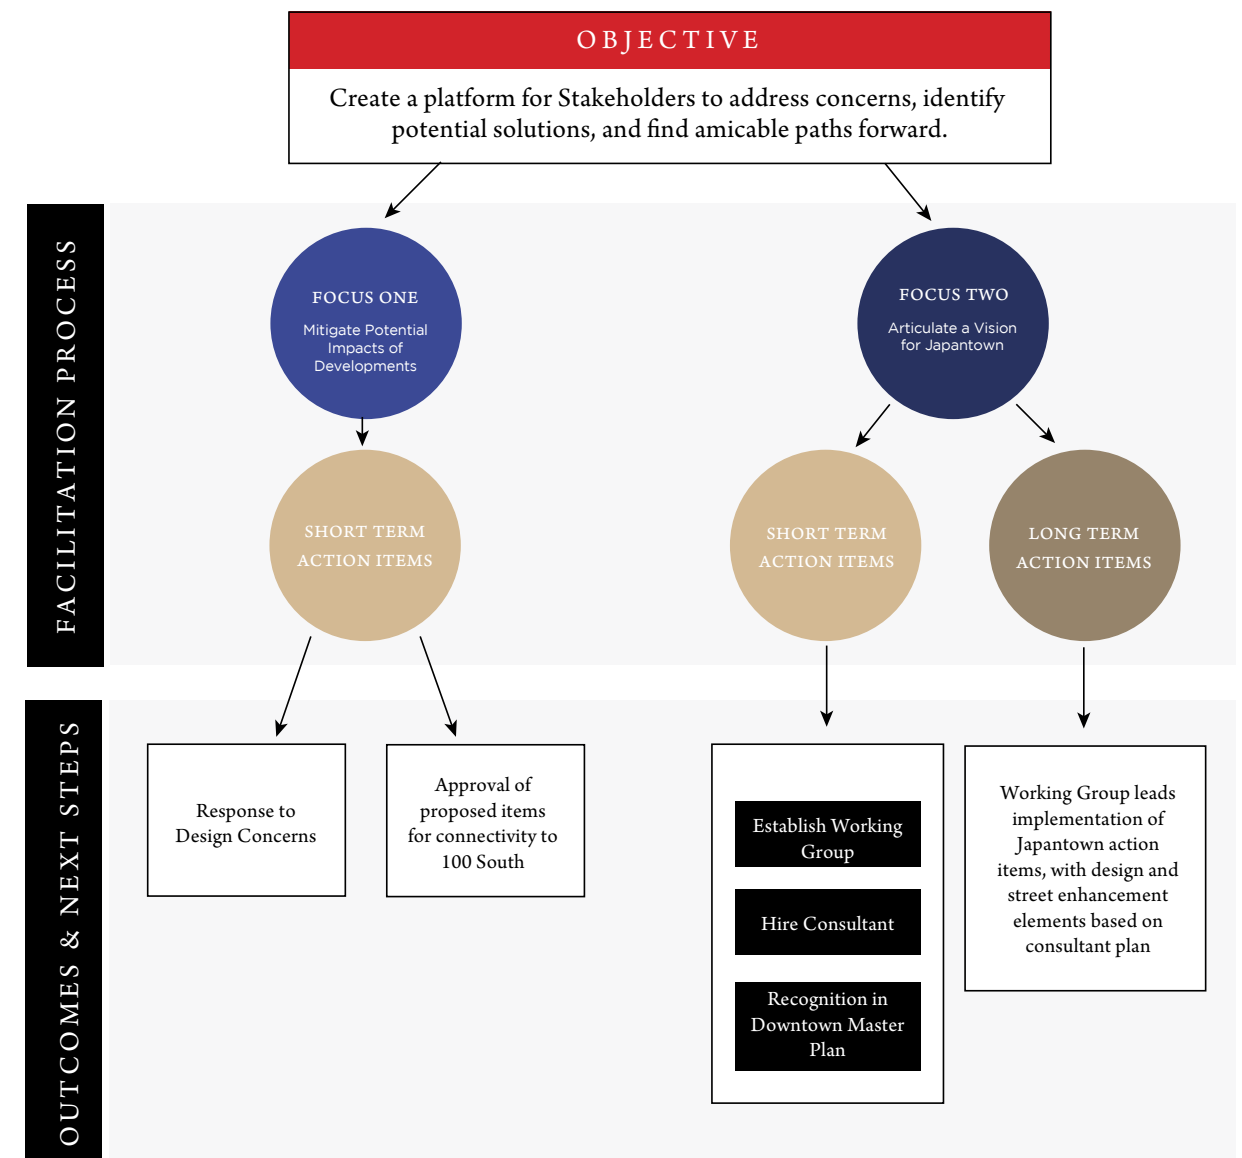 OBJECTIVE
Create a platform for Stakeholders to address concerns, identify
potential solutions, and find amicable paths forward.
FACILITATION PROCESS
FOCUS ONE
Mitigate Potential
Impacts of
Developments
FOCUS TWO
Articulate a Vision
for Japantown
SHORT TERM
ACTION ITEMS
SHORT TERM
ACTION ITEMS
LONG TERM
ACTION ITEMS
OUTCOMES & NEXT STEPS
Response to
Design Concerns
Approval of
proposed items
for connectivity to
100 South
Establish Working
Group
Hire Consultant
Recognition in
Downtown Master
Plan
Working Group leads
implementation of
Japantown action
items, with design and
street enhancement
elements based on
consultant plan